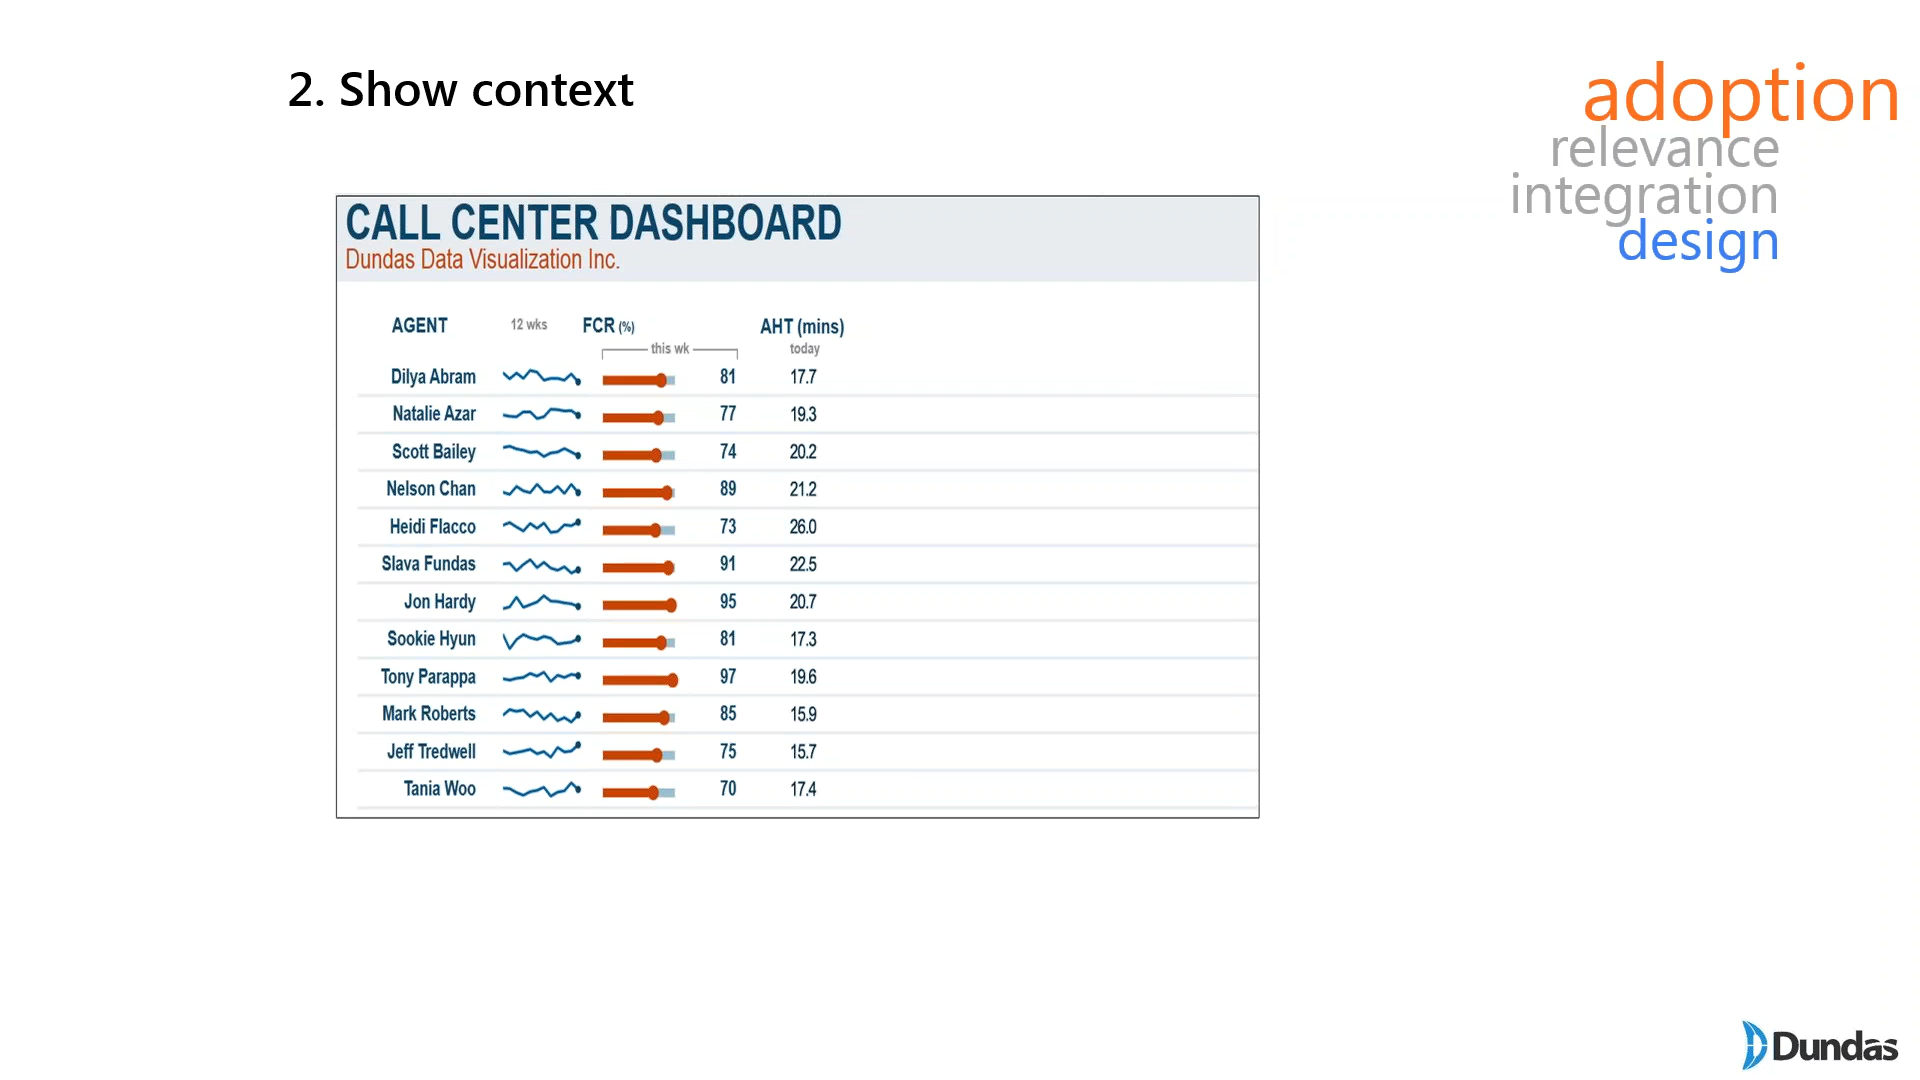 2. Show context
adoption
relevance
integration
design
CALL CENTER DASHBOARD
Dundas Data Visualization Inc.
AGENT 12 wks FCR (%) AHT (mins)
this wk today
Dilya Abram 81 17.7
Natalie Azar 77 19.3
Scott Bailey 74 20.2
Nelson Chan 89 21.2
Heidi Flacco 73 26.0
Slava Fundas 91 22.5
Jon Hardy 95 20.7
Sookie Hyun 81 17.3
Tony Parappa 97 19.6
Mark Roberts 85 15.9
Jeff Tredwell 75 15.7
Tania Woo 70 17.4
Dundas